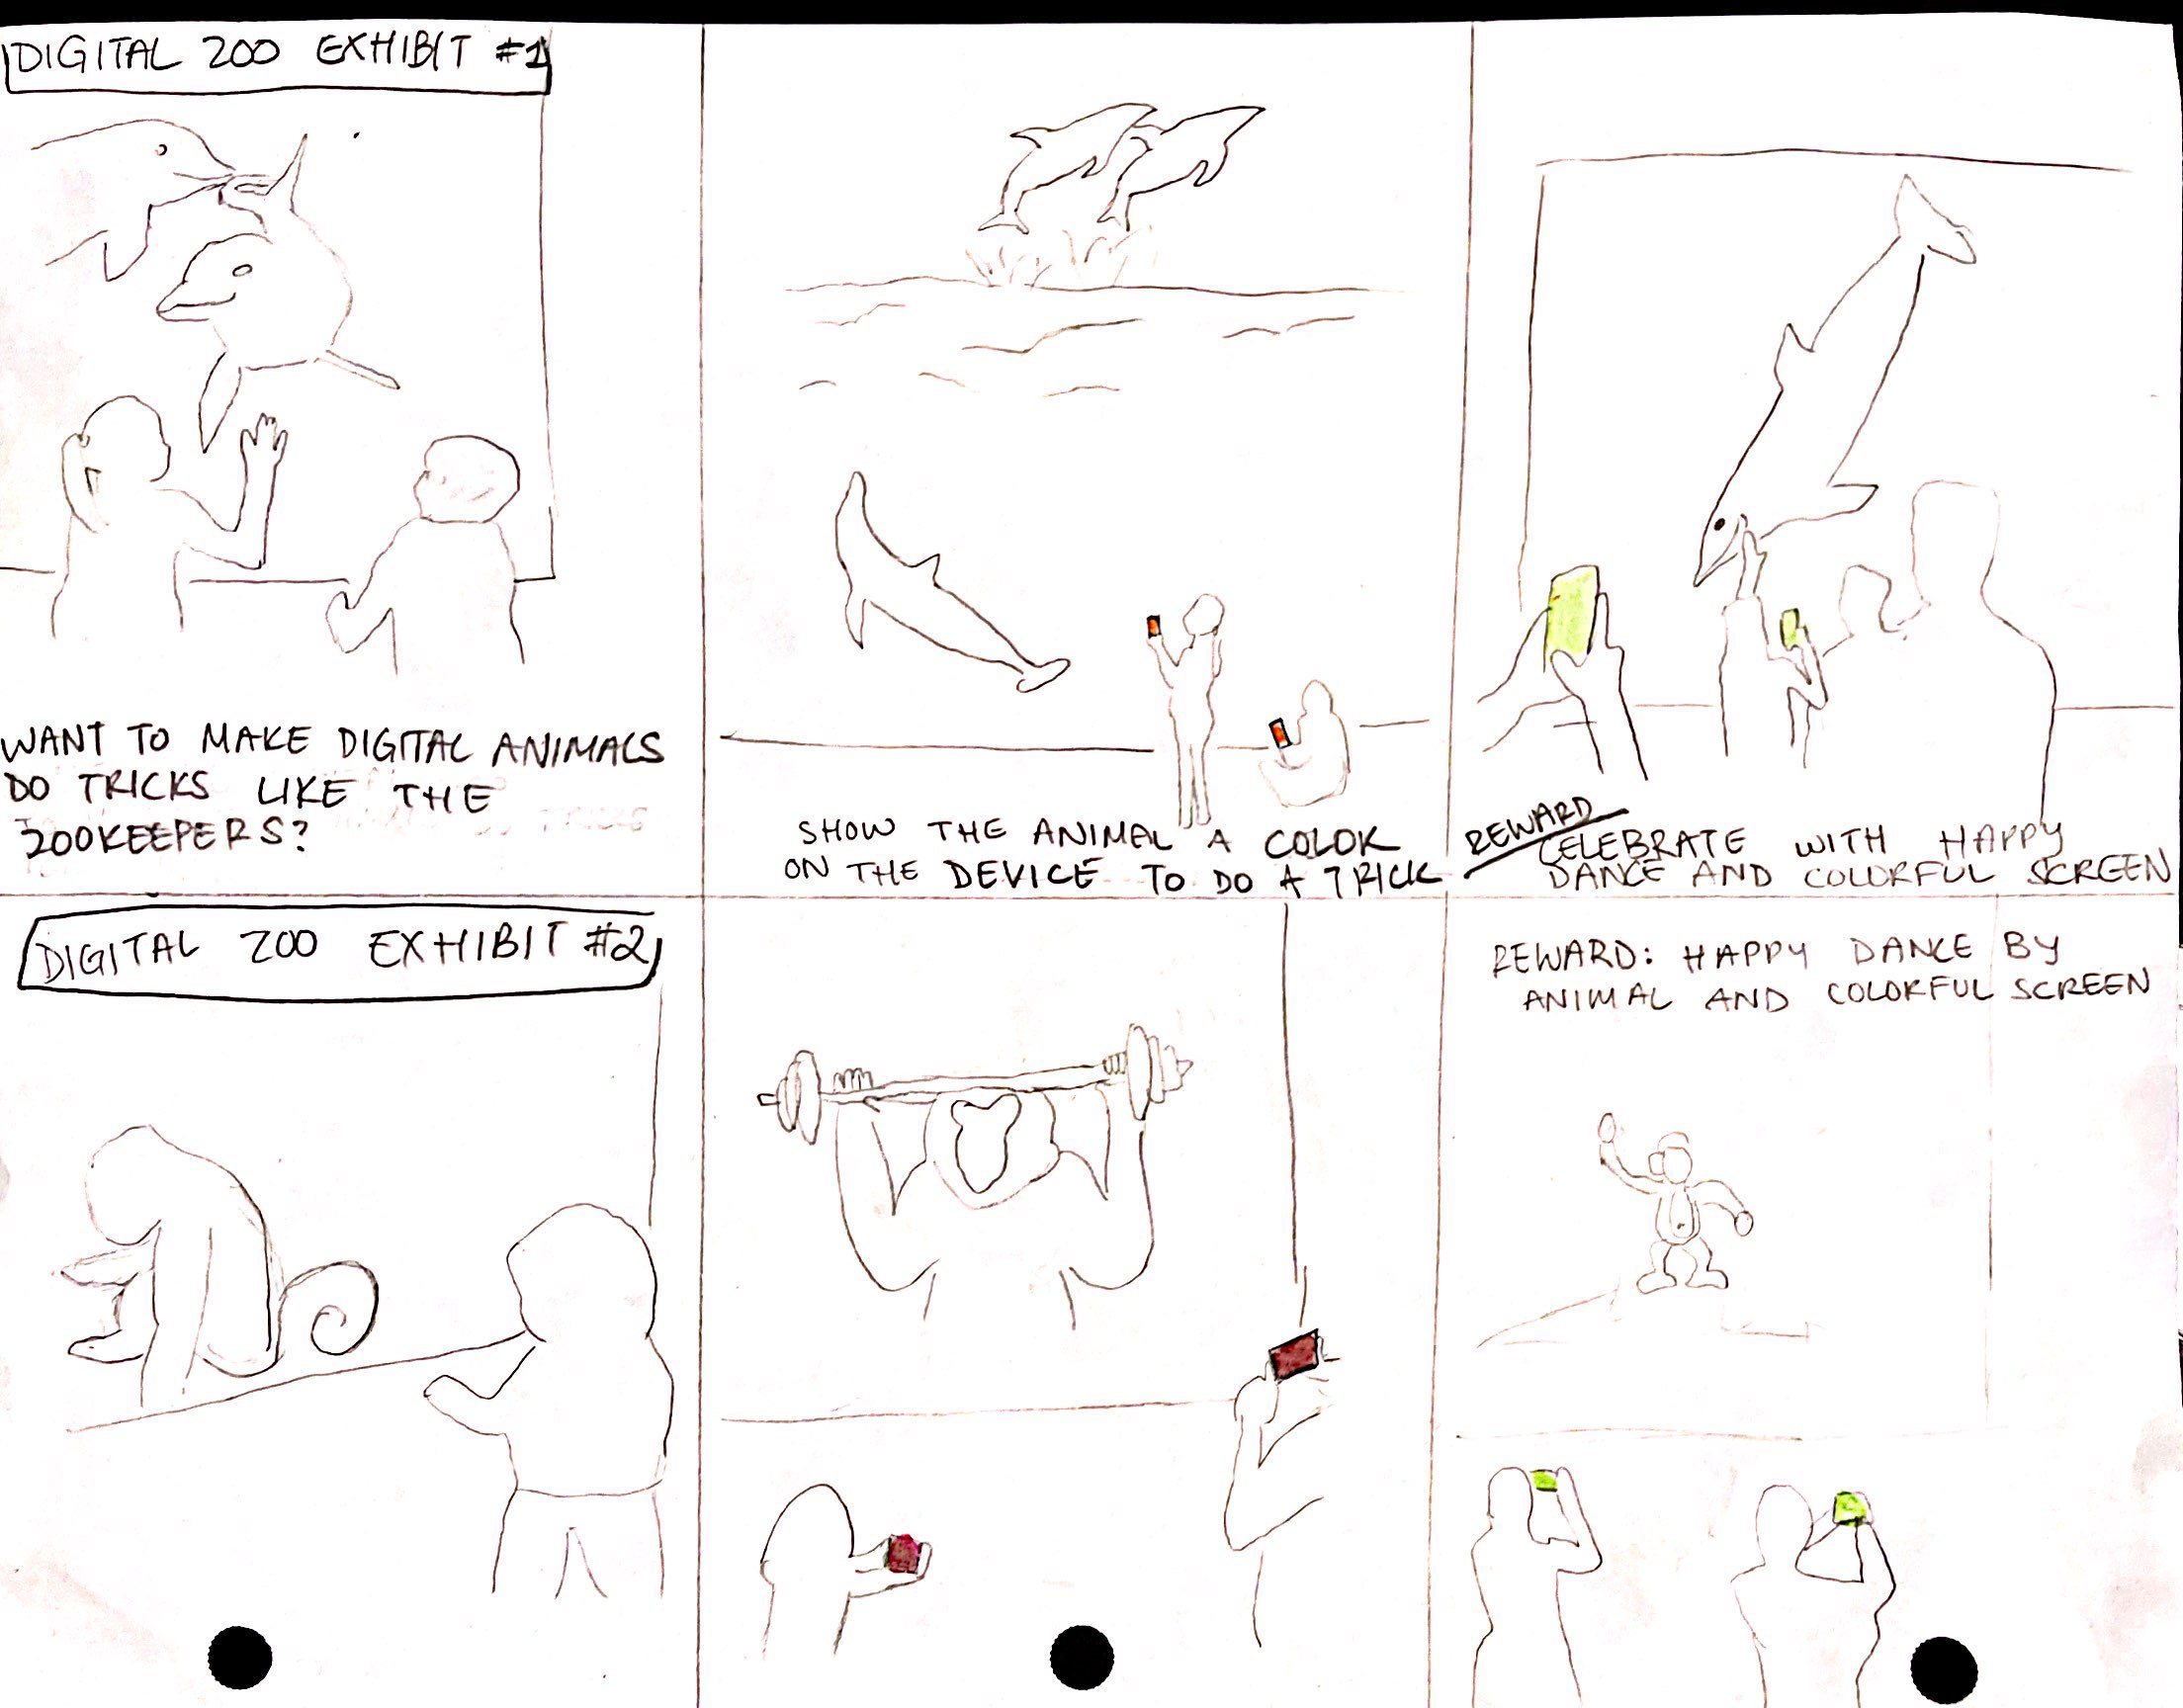 DIGITAL ZOO EXHIBIT #1
WANT TO MAKE DIGITAL ANIMALS
DO TRICKS LIKE THE
ZOOKEEPERS?
SHOW THE ANIMAL A COLOR
ON THE DEVICE TO DO A TRICK
REWARD
CELEBRATE WITH HAPPY
DANCE AND COLORFUL SCREEN
DIGITAL ZOO EXHIBIT #2
REWARD: HAPPY DANCE BY
ANIMAL AND COLORFUL SCREEN